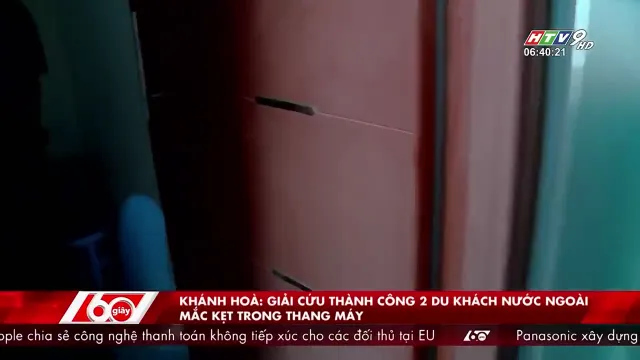 HTV9 HD
06:40:21
KHÁNH HOÀ: GIẢI CỨU THÀNH CÔNG 2 DU KHÁCH NƯỚC NGOÀI
MẮC KẸT TRONG THANG MÁY
60 giây
pple chia sẻ công nghệ thanh toán không tiếp xúc cho các đối thủ tại EU 60 Panasonic xây dựng